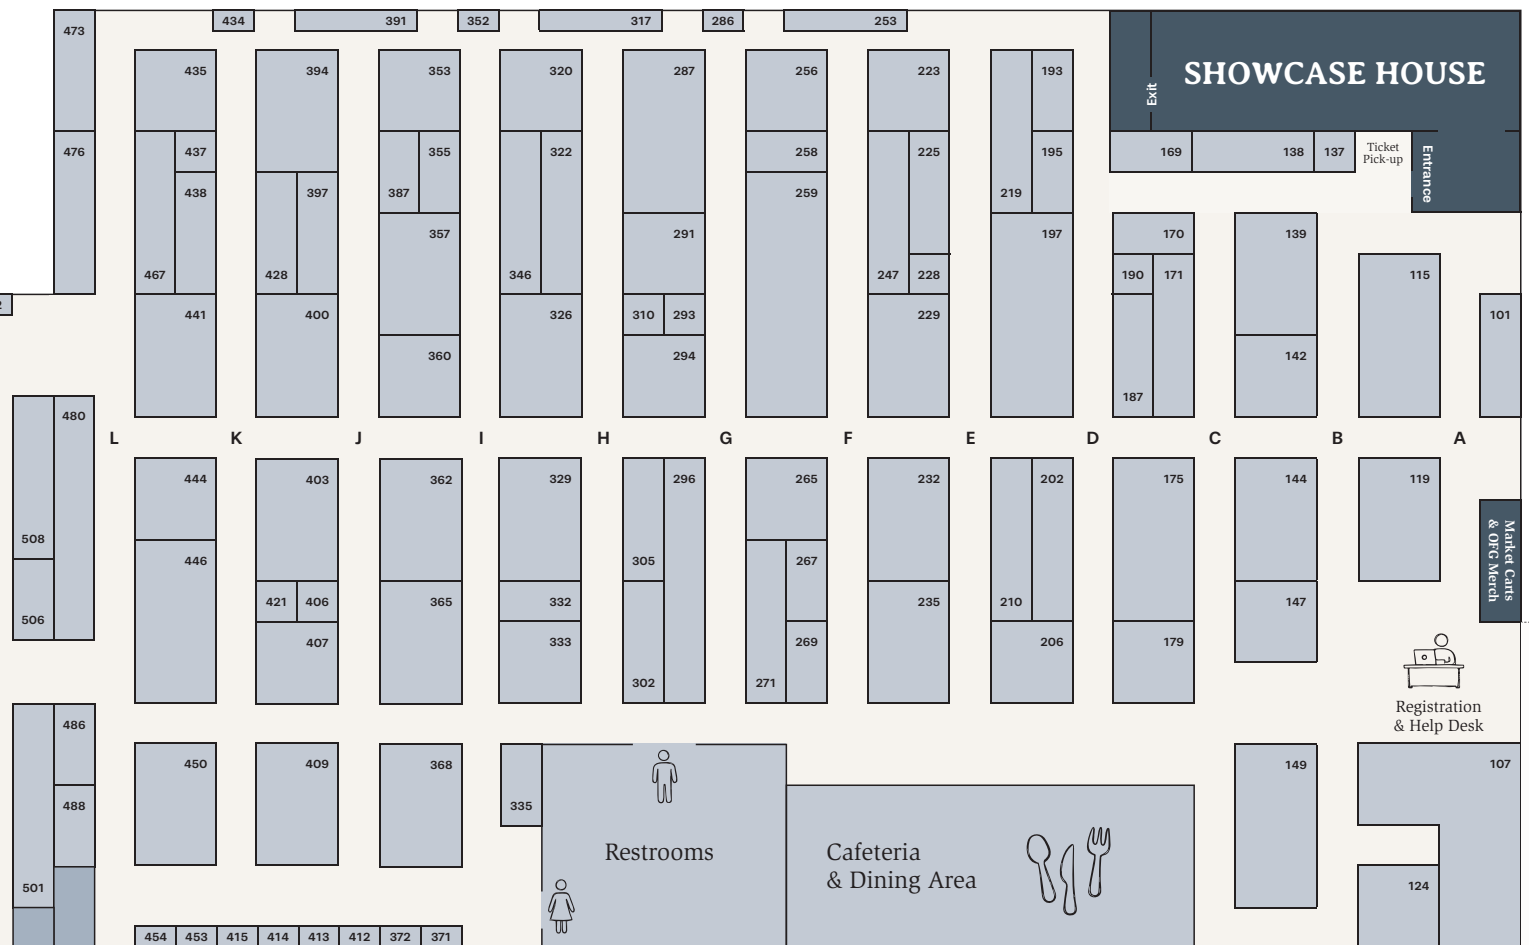 434 391 352 317 286 253
473
SHOWCASE HOUSE
Exit
435 394 353 320 287 256 223 193
476 437 355 322 258 225 195 169 138 137
Ticket
Pick-up
Entrance
438 397 387 259 219
357 291 197 170 139
467 428 346 247 228 190 171 115
2
441 400 326 310 293 229 101
360 294 142
187
480
L K J I H G F E D C B A
444 403 362 329 296 265 232 202 175 144 119
508
446 305 267
Market Carts
& OFG Merch
506 421 406 365 332 235 210 147
407 333 269 206 179
302 271
Registration
& Help Desk
486
450 409 368 149 107
488 335
Restrooms
Cafeteria
& Dining Area
501 124
454 453 415 414 413 412 372 371